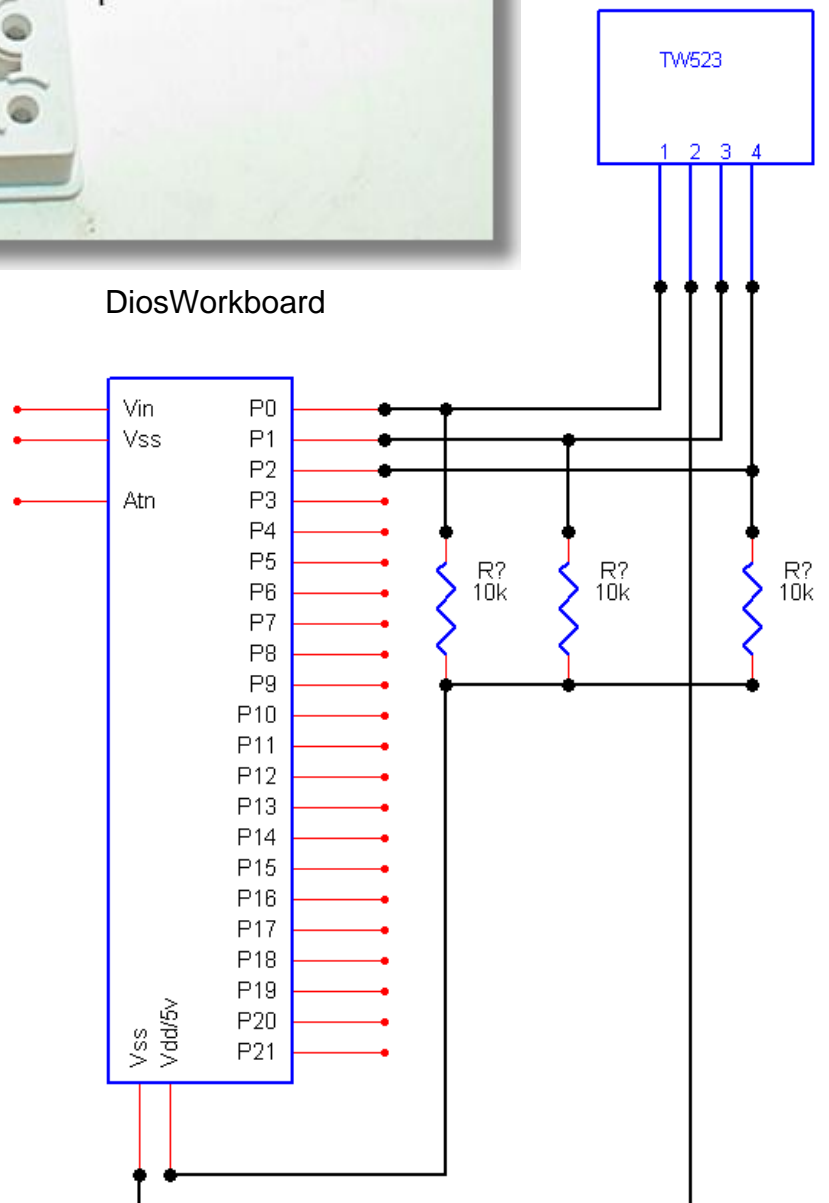 TW523
1 2 3 4
DiosWorkboard
Vin P0
Vss P1
P2
Atn P3
P4
P5
R?
10k
R?
10k
R?
10k
P6
P7
P8
P9
P10
P11
P12
P13
P14
P15
P16
P17
P18
P19
P20
P21
Vss
Vdd/5v